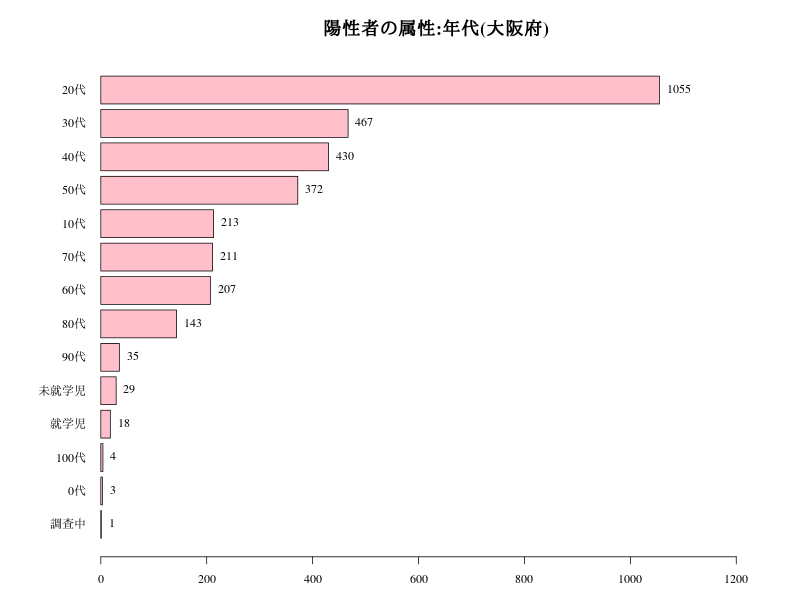 陽性者の属性:年代(大阪府)
20代 1055
30代 467
40代 430
50代 372
10代 213
70代 211
60代 207
80代 143
90代 35
未就学児 29
就学児 18
100代 4
0代 3
調査中 1
0 200 400 600 800 1000 1200